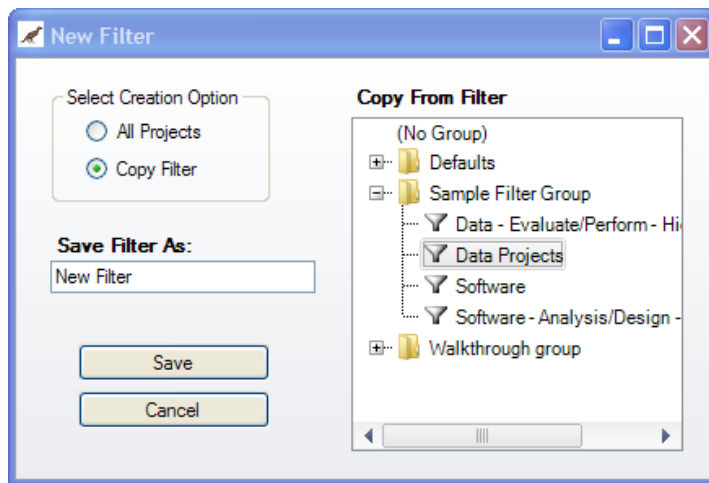 New Filter
Select Creation Option
All Projects
Copy Filter
Save Filter As:
New Filter
Save
Cancel
Copy From Filter
(No Group)
Defaults
Sample Filter Group
Data - Evaluate/Perform - Hi
Data Projects
Software
Software - Analysis/Design -
Walkthrough group